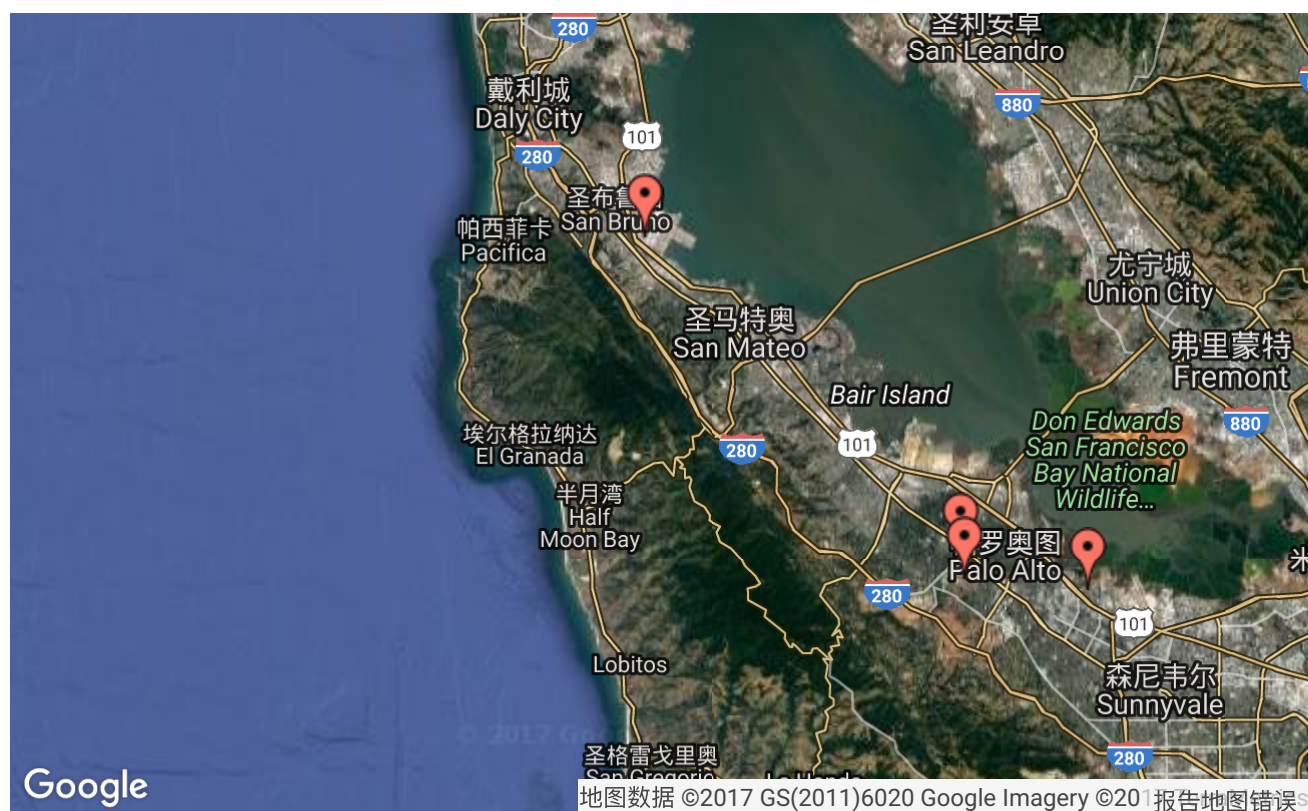 280
圣利安卓
San Leandro
戴利城
Daly City
880
101
280
San Bruno
帕西菲卡
Pacifica
尤宁城
Union City
圣马特奥
San Mateo
弗里蒙特
Fremont
Bair Island
Don Edwards
San Francisco
Bay National
Wildlife...
880
埃尔格拉纳达
El Granada
280
101
半月湾
Half
Moon Bay
罗奥图
Palo Alto
米
280
101
Lobitos
森尼韦尔
Sunnyvale
圣格雷戈里奥
San Gregorio
280
Google
地图数据 ©2017 GS(2011)6020 Google Imagery ©201
报告地图错误